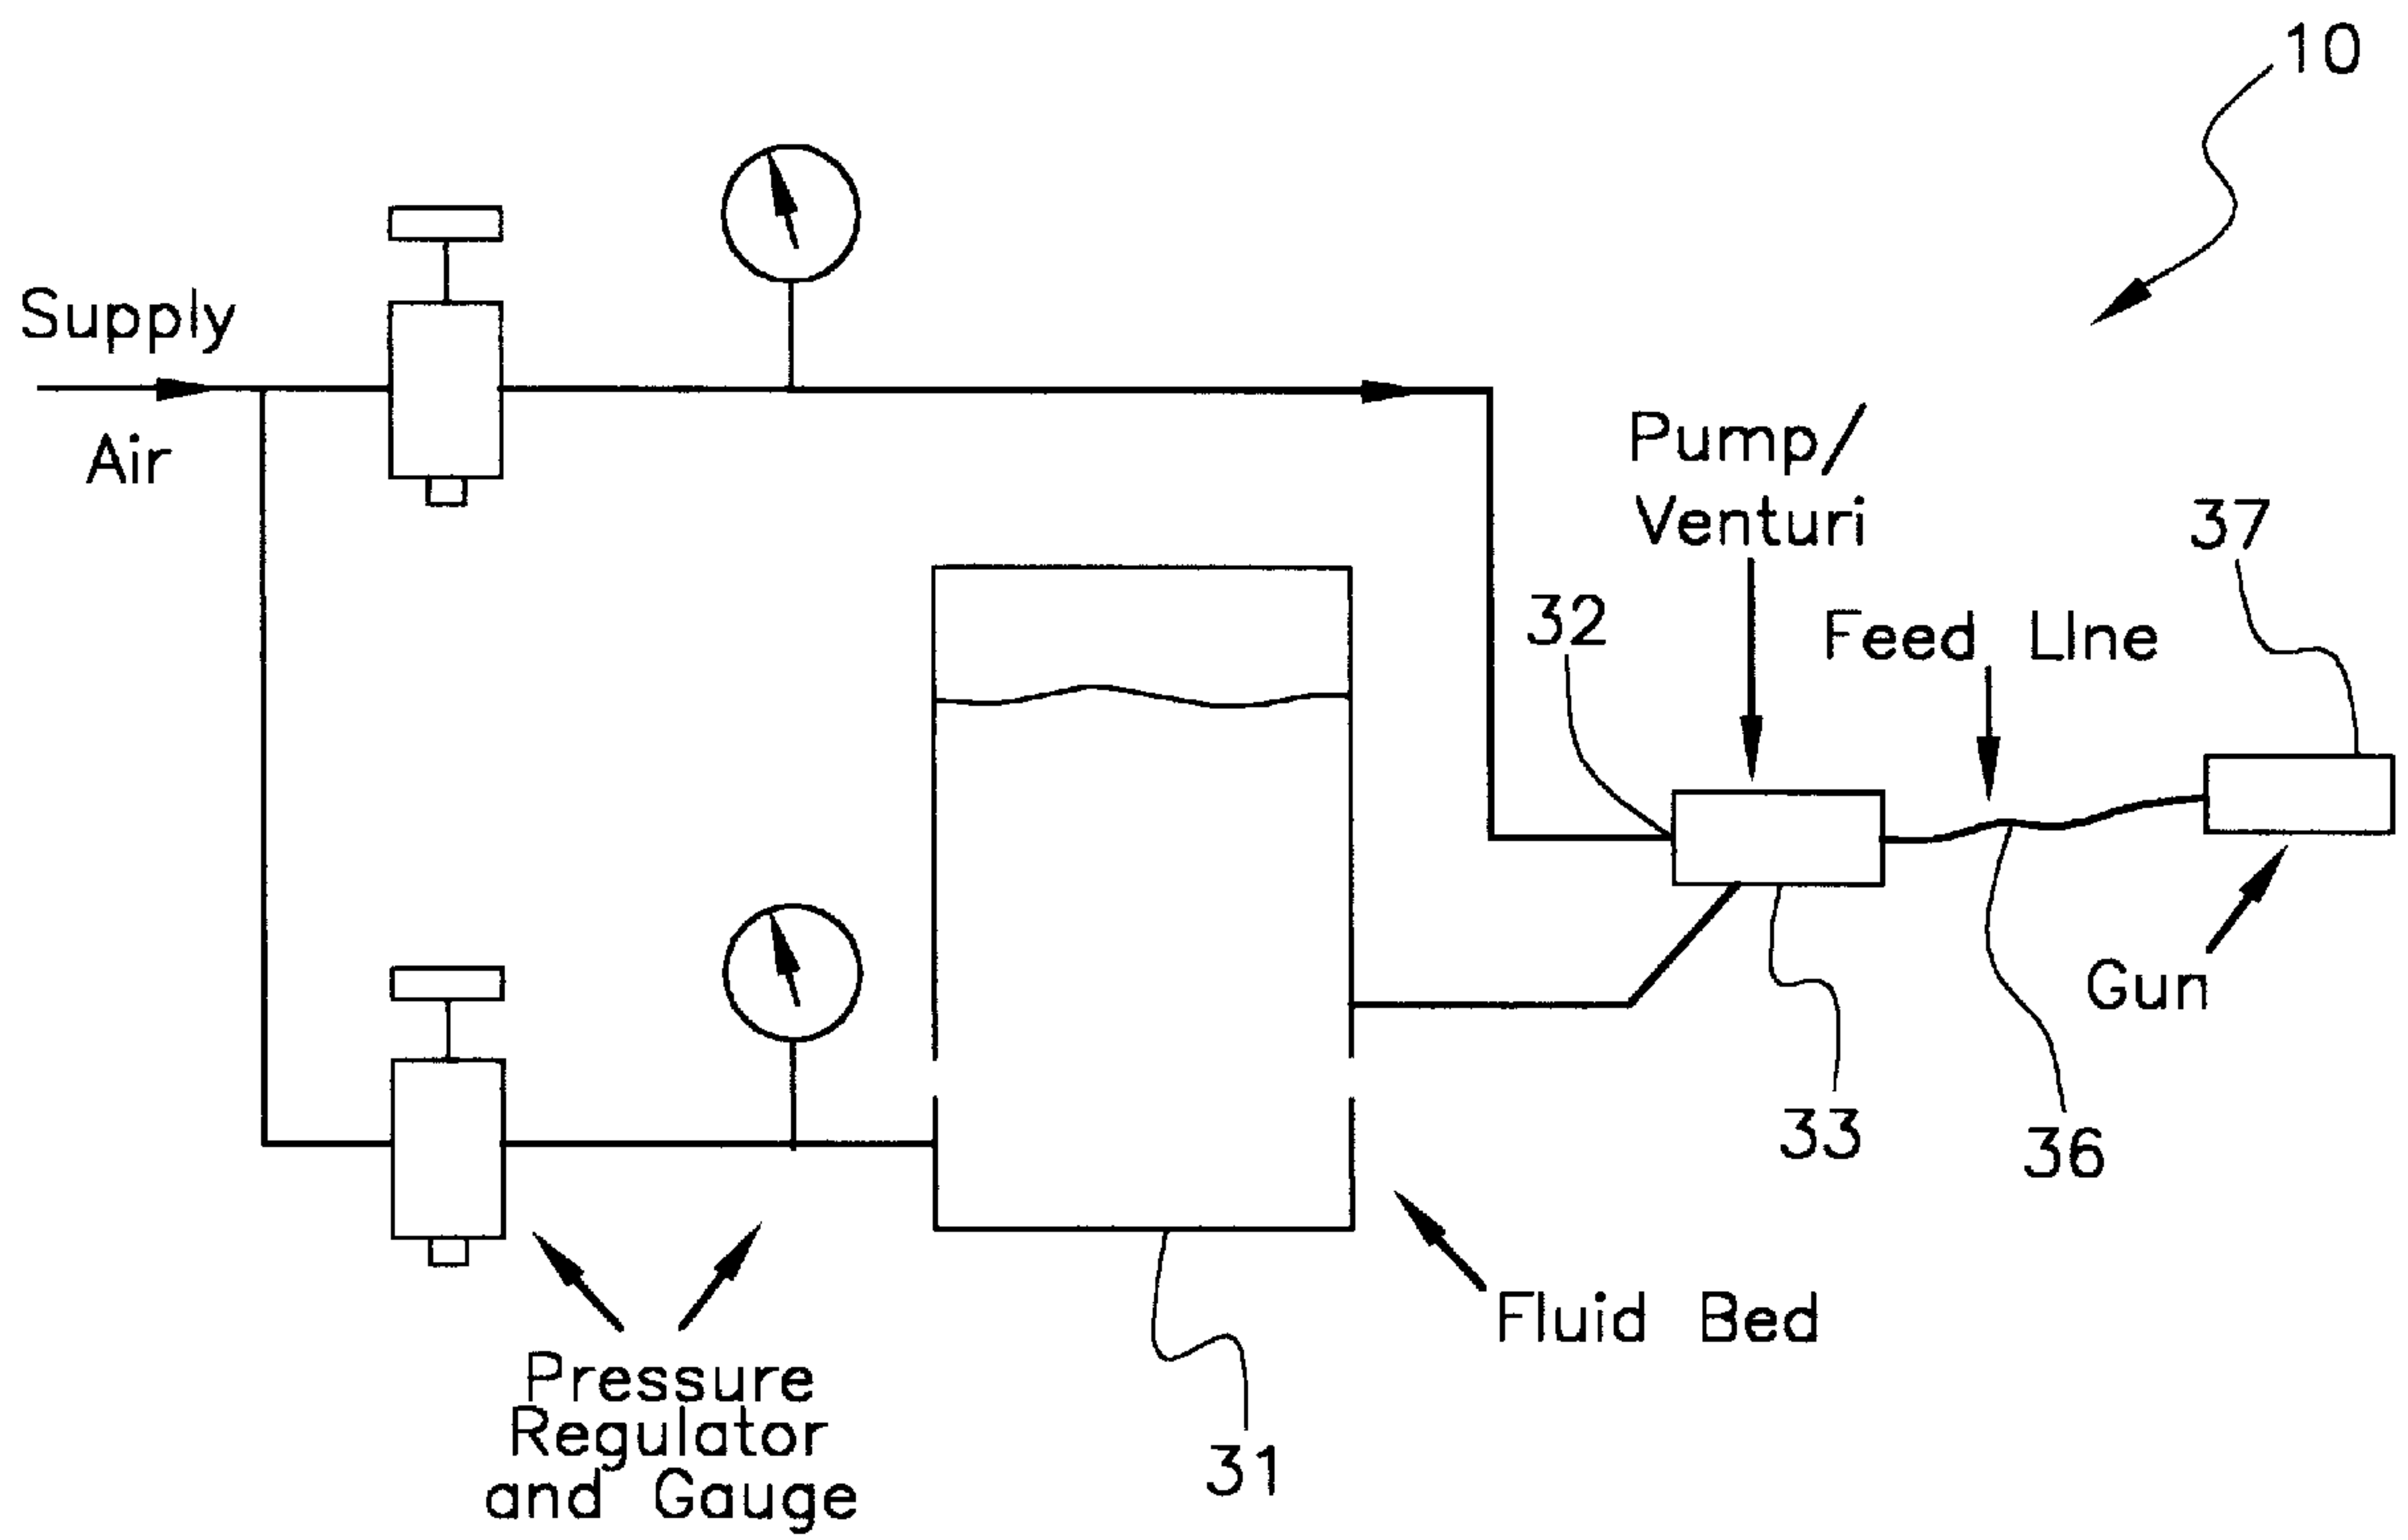 10
Supply
Air
Pump/
Venturi
37
32
Feed LIne
Gun
33
36
Fluid Bed
Pressure
Regulator
and Gauge
31